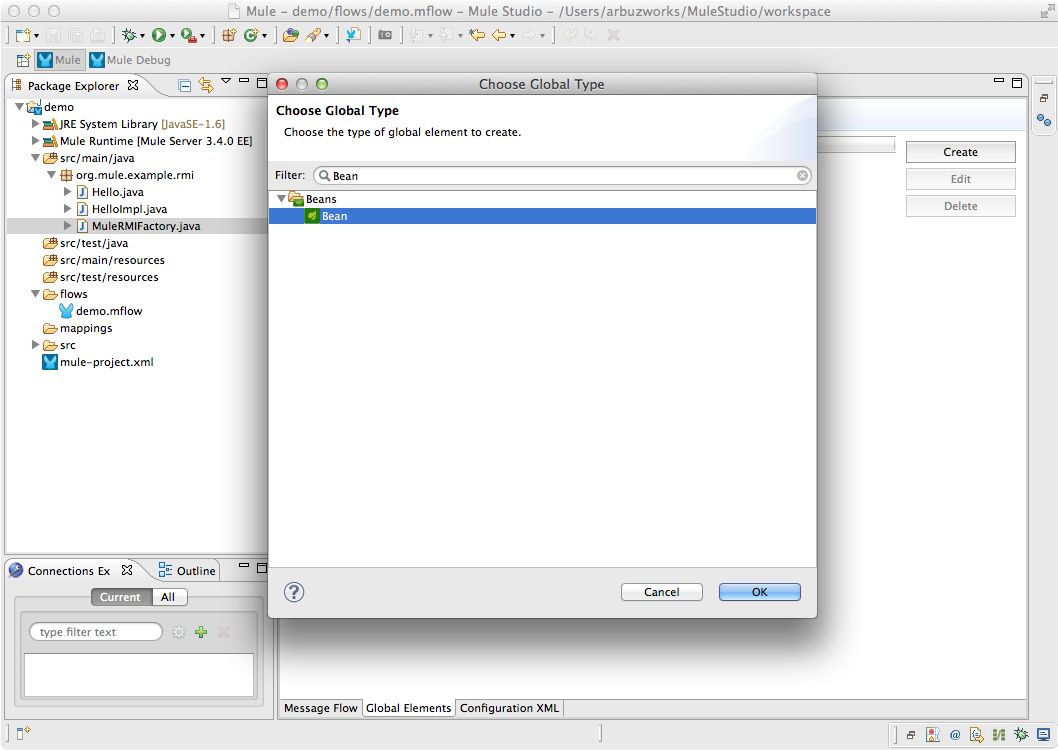 Mule – demo/flows/demo.mflow – Mule Studio – /Users/arbuzworks/MuleStudio/workspace
Mule
Mule Debug
Package Explorer
demo
JRE System Library [JavaSE-1.6]
Mule Runtime [Mule Server 3.4.0 EE]
src/main/java
org.mule.example.rmi
Hello.java
HelloImpl.java
MuleRMIFactory.java
src/test/java
src/main/resources
src/test/resources
flows
demo.mflow
mappings
src
mule-project.xml
Choose Global Type
Choose Global Type
Choose the type of global element to create.
Filter:
Bean
Beans
Bean
?
Cancel
OK
Create
Edit
Delete
Connections Ex
Outline
Current
All
type filter text
Message Flow
Global Elements
Configuration XML